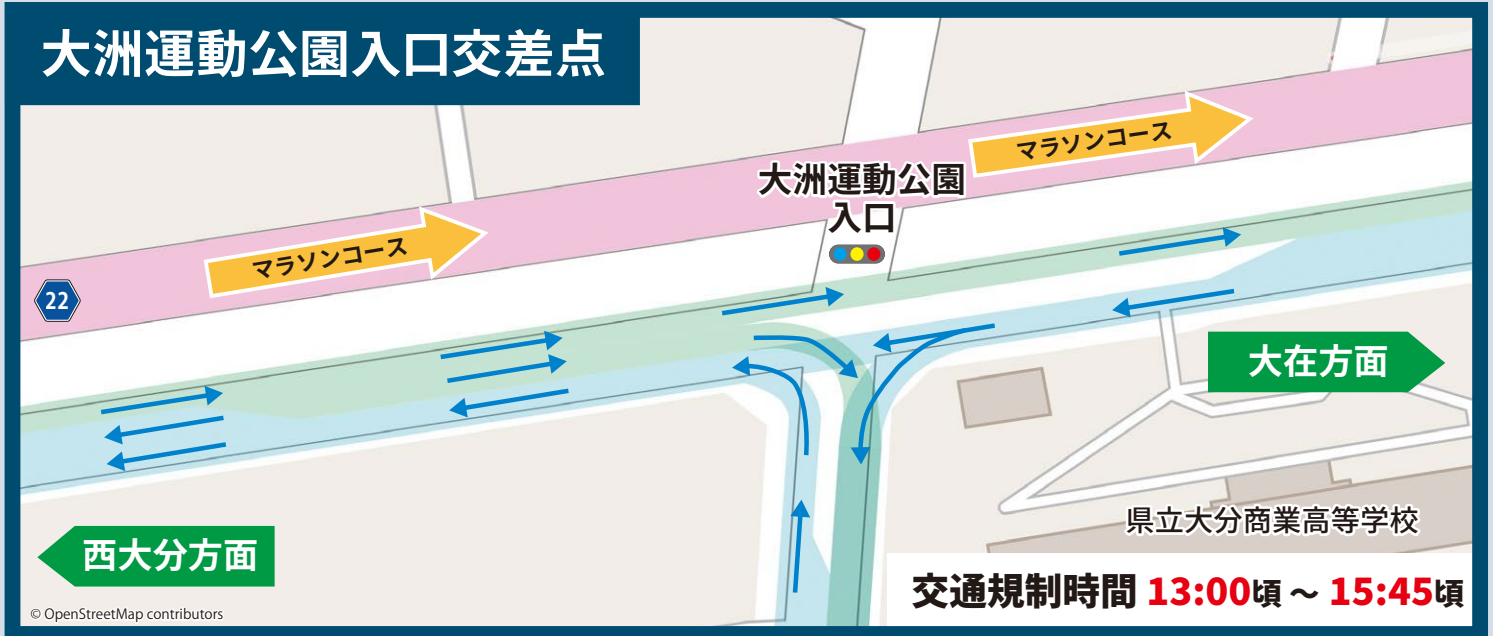 大洲運動公園入口交差点
マラソンコース
大洲運動公園
入口
マラソンコース
22
大在方面
県立大分商業高等学校
西大分方面
交通規制時間 13:00頃 ～ 15:45頃
© OpenStreetMap contributors